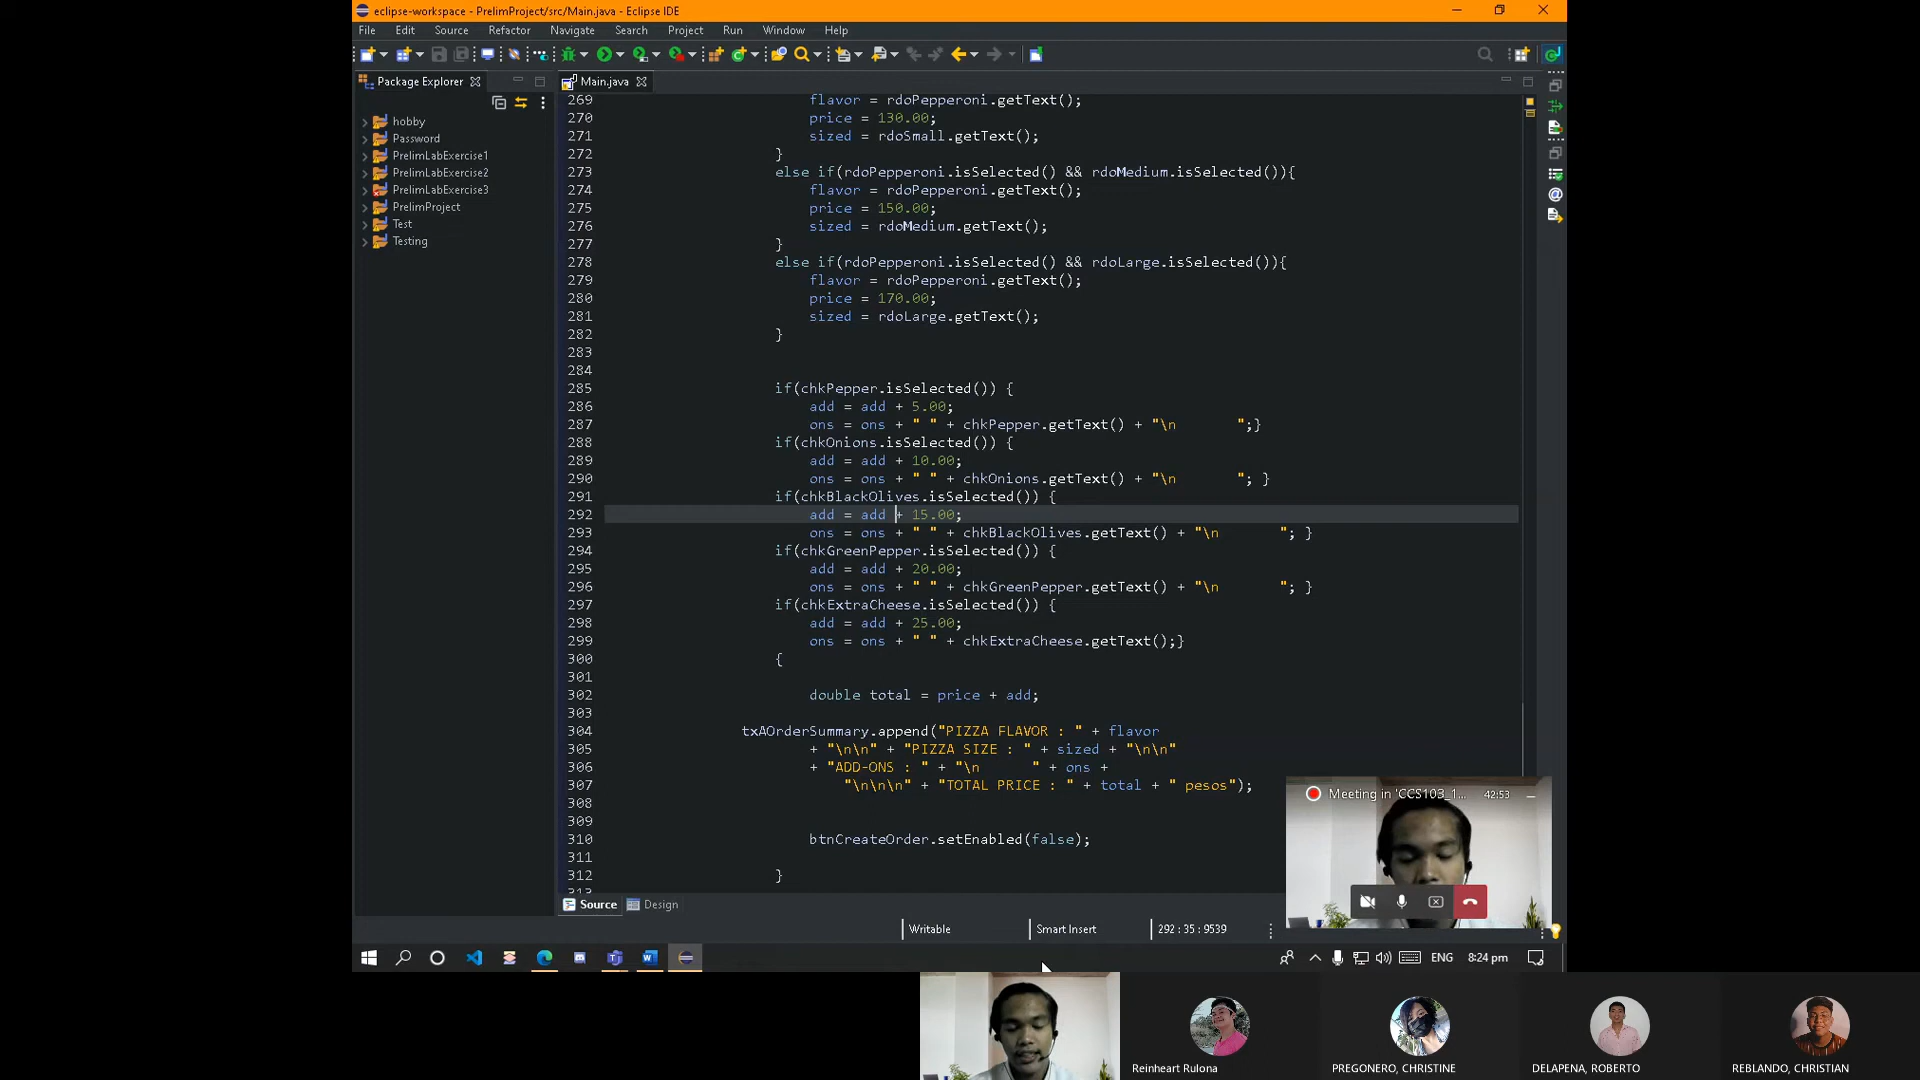 eclipse-workspace - PrelimProject/src/Main.java - Eclipse IDE
File Edit Source Refactor Navigate Search Project Run Window Help
Package Explorer
Main.java
hobby
Password
PrelimLabExercise1
PrelimLabExercise2
PrelimLabExercise3
PrelimProject
Test
Testing
269 flavor = rdoPepperoni.getText();
270 price = 130.00;
271 sized = rdoSmall.getText();
272 }
273 else if(rdoPepperoni.isSelected() && rdoMedium.isSelected()){
274 flavor = rdoPepperoni.getText();
275 price = 150.00;
276 sized = rdoMedium.getText();
277 }
278 else if(rdoPepperoni.isSelected() && rdoLarge.isSelected()){
279 flavor = rdoPepperoni.getText();
280 price = 170.00;
281 sized = rdoLarge.getText();
282 }
283
284
285 if(chkPepper.isSelected()) {
286 add = add + 5.00;
287 ons = ons + " " + chkPepper.getText() + "\n       ";}
288 if(chkOnions.isSelected()) {
289 add = add + 10.00;
290 ons = ons + " " + chkOnions.getText() + "\n       "; }
291 if(chkBlackOlives.isSelected()) {
292 add = add + 15.00;
293 ons = ons + " " + chkBlackOlives.getText() + "\n       "; }
294 if(chkGreenPepper.isSelected()) {
295 add = add + 20.00;
296 ons = ons + " " + chkGreenPepper.getText() + "\n       "; }
297 if(chkExtraCheese.isSelected()) {
298 add = add + 25.00;
299 ons = ons + " " + chkExtraCheese.getText();}
300 {
301
302 double total = price + add;
303
304 txAOrderSummary.append("PIZZA FLAVOR : " + flavor
305 + "\n\n" + "PIZZA SIZE : " + sized + "\n\n"
306 + "ADD-ONS : " + "\n      " + ons +
307 "\n\n\n" + "TOTAL PRICE : " + total + " pesos");
308
309
310 btnCreateOrder.setEnabled(false);
311
312 }
313
Meeting in 'CCS103_1... 42:53
Source Design
Writable Smart Insert 292 : 35 : 9539
ENG 8:24 pm
Reinheart Rulona
PREGONERO, CHRISTINE
DELAPENA, ROBERTO
REBLANDO, CHRISTIAN